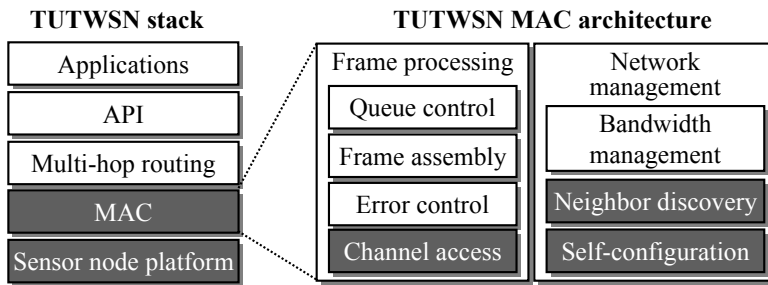 TUTWSN stack
Applications
API
Multi-hop routing
MAC
Sensor node platform
TUTWSN MAC architecture
Frame processing
Queue control
Frame assembly
Error control
Channel access
Network
management
Bandwidth
management
Neighbor discovery
Self-configuration